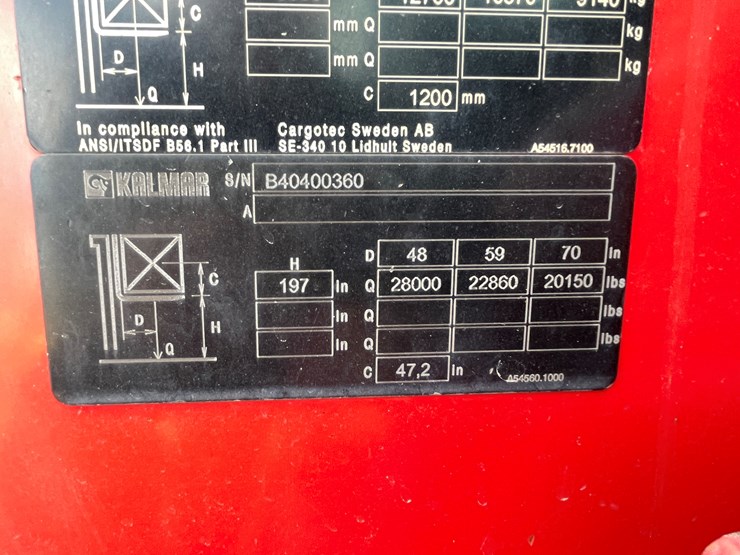 C
H
D
Q
mm Q
kg
mm Q
kg
C 1200 mm
In compliance with
ANSI/ITSDF B56.1 Part III
Cargotec Sweden AB
SE-340 10 Lidhult Sweden
A54516.7100
KALMAR S/N B40400360
A
H D 48 59 70 In
197 In Q 28000 22860 20150 lbs
In Q lbs
In Q lbs
C 47,2 In
A54560.1000
C
D
H
Q